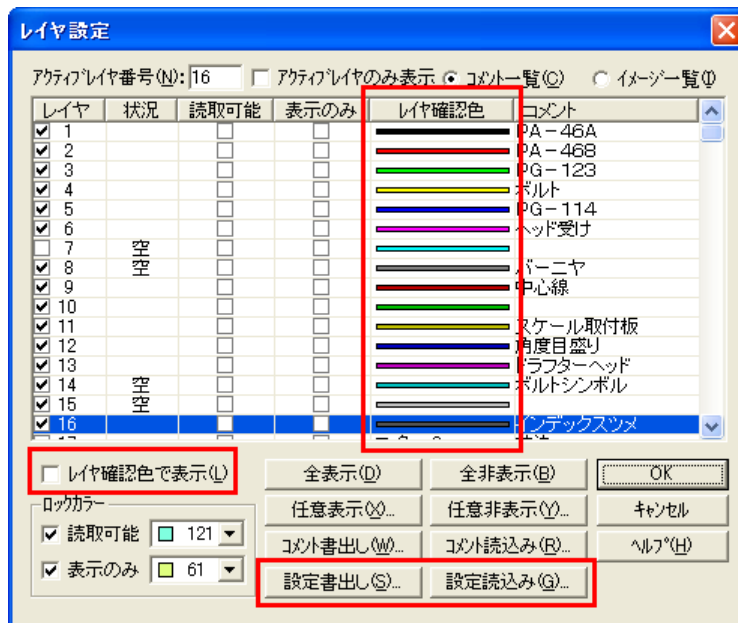 レイヤ設定
アクティブレイヤ番号(N): 16 アクティブレイヤのみ表示 コメント一覧(C) イメージ一覧(I)
レイヤ 状況 読取可能 表示のみ レイヤ確認色 コメント
1 PA-46A
2 PA-468
3 PG-123
4 ボルト
5 PG-114
6 ヘッド受け
7 空
8 空 バーニヤ
9 中心線
10
11 スケール取付板
12 角度目盛り
13 ドラフターヘッド
14 空 ボルトシンボル
15 空
16 インデックスツメ
レイヤ確認色で表示(L) 全表示(D) 全非表示(B) OK
ロックカラー 任意表示(X)... 任意非表示(Y)... キャンセル
読取可能 121 コメント書出し(W)... コメント読込み(R)... ヘルプ(H)
表示のみ 61 設定書出し(S)... 設定読込み(G)...